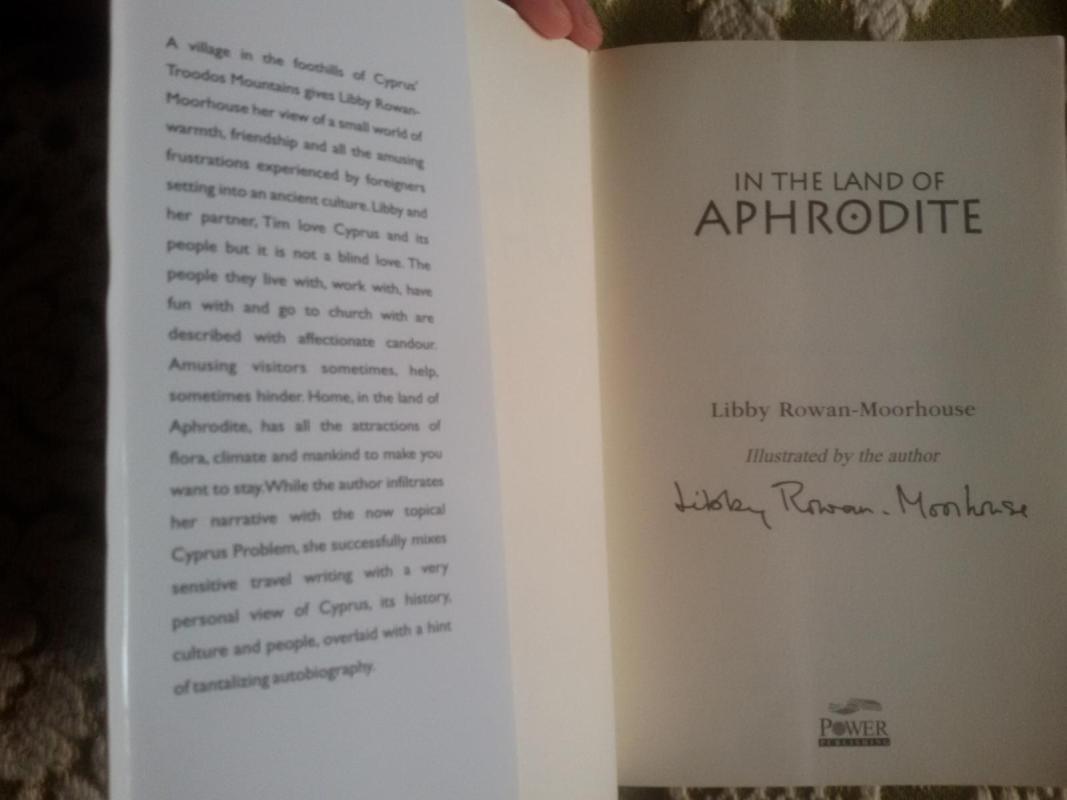 A village in the foothills of Cyprus'
Troodos Mountains gives Libby Rowan-
Moorhouse her view of a small world of
warmth, friendship and all the amusing
frustrations experienced by foreigners
setting into an ancient culture. Libby and
her partner, Tim love Cyprus and its
people but it is not a blind love. The
people they live with, work with, have
fun with and go to church with are
described with affectionate candour.
Amusing visitors sometimes, help,
sometimes hinder. Home, in the land of
Aphrodite, has all the attractions of
flora, climate and mankind to make you
want to stay.While the author infiltrates
her narrative with the now topical
Cyprus Problem, she successfully mixes
sensitive travel writing with a very
personal view of Cyprus, its history,
culture and people, overlaid with a hint
of tantalizing autobiography.
IN THE LAND OF
APHRODITE
Libby Rowan-Moorhouse
Illustrated by the author
Libby Rowan-Moorhouse
POWER
PUBLISHING